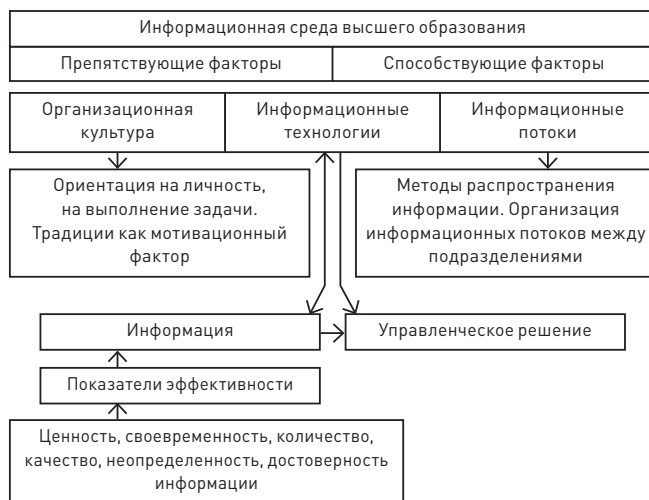 Информационная среда высшего образования
Препятствующие факторы
Способствующие факторы
Организационная
культура
Информационные
технологии
Информационные
потоки
Ориентация на личность,
на выполнение задачи.
Традиции как мотивационный
фактор
Методы распространения
информации. Организация
информационных потоков между
подразделениями
Информация
Управленческое решение
Показатели эффективности
Ценность, своевременность, количество,
качество, неопределенность, достоверность
информации